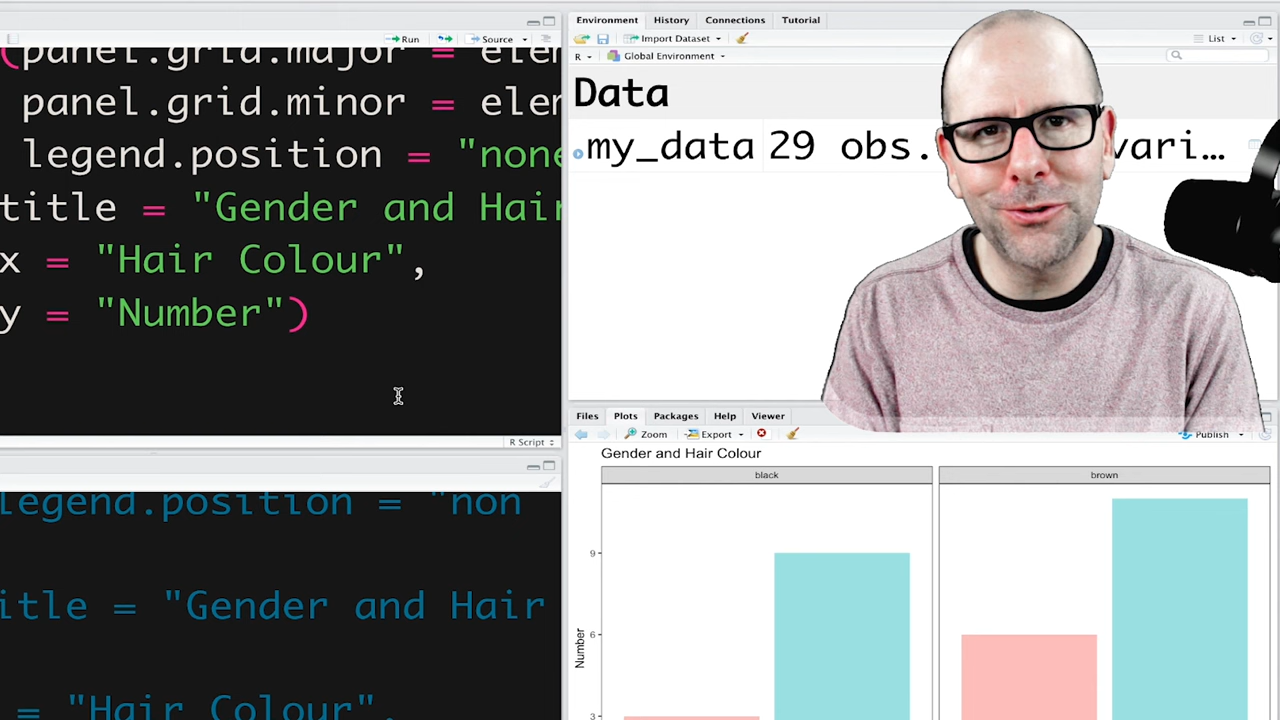 Run Source
(panel.grid.major = elem
panel.grid.minor = elem
legend.position = "none
title = "Gender and Hair
x = "Hair Colour",
y = "Number")
R Script
legend.position = "non
itle = "Gender and Hair
= "Hair Colour",
Environment History Connections Tutorial
Import Dataset List
R Global Environment
Data
my_data 29 obs. vari…
Files Plots Packages Help Viewer
Zoom Export Publish
Gender and Hair Colour
black brown
9
6
3
Number